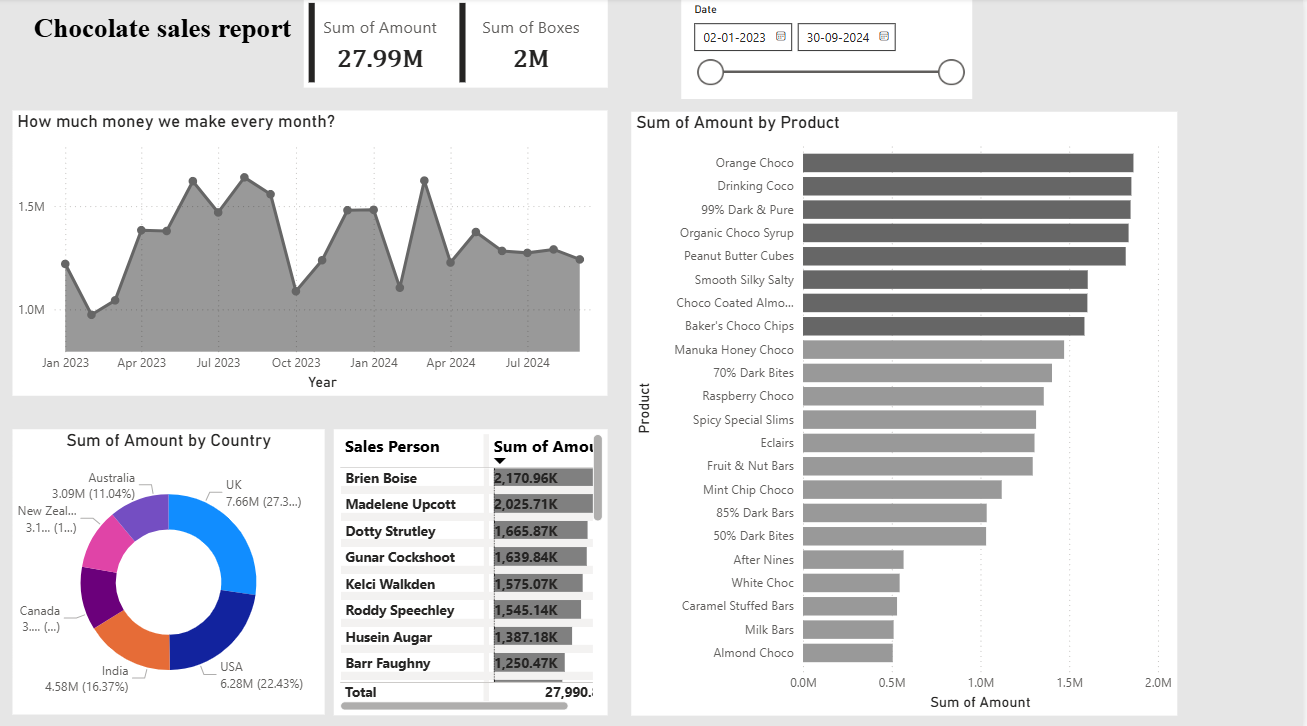 Chocolate sales report
Sum of Amount
27.99M
Sum of Boxes
2M
Date
02-01-2023
30-09-2024
How much money we make every month?
1.5M
1.0M
Jan 2023 Apr 2023 Jul 2023 Oct 2023 Jan 2024 Apr 2024 Jul 2024
Year
Sum of Amount by Country
Australia
3.09M (11.04%)
UK
7.66M (27.3...)
New Zeal...
3.1... (1...)
Canada
3.... (...)
India
4.58M (16.37%)
USA
6.28M (22.43%)
Sales Person Sum of Amou
Brien Boise 2,170.96K
Madelene Upcott 2,025.71K
Dotty Strutley 1,665.87K
Gunar Cockshoot 1,639.84K
Kelci Walkden 1,575.07K
Roddy Speechley 1,545.14K
Husein Augar 1,387.18K
Barr Faughny 1,250.47K
Total 27,990.
Sum of Amount by Product
Product
Orange Choco
Drinking Coco
99% Dark & Pure
Organic Choco Syrup
Peanut Butter Cubes
Smooth Silky Salty
Choco Coated Almo...
Baker's Choco Chips
Manuka Honey Choco
70% Dark Bites
Raspberry Choco
Spicy Special Slims
Eclairs
Fruit & Nut Bars
Mint Chip Choco
85% Dark Bars
50% Dark Bites
After Nines
White Choc
Caramel Stuffed Bars
Milk Bars
Almond Choco
0.0M 0.5M 1.0M 1.5M 2.0M
Sum of Amount